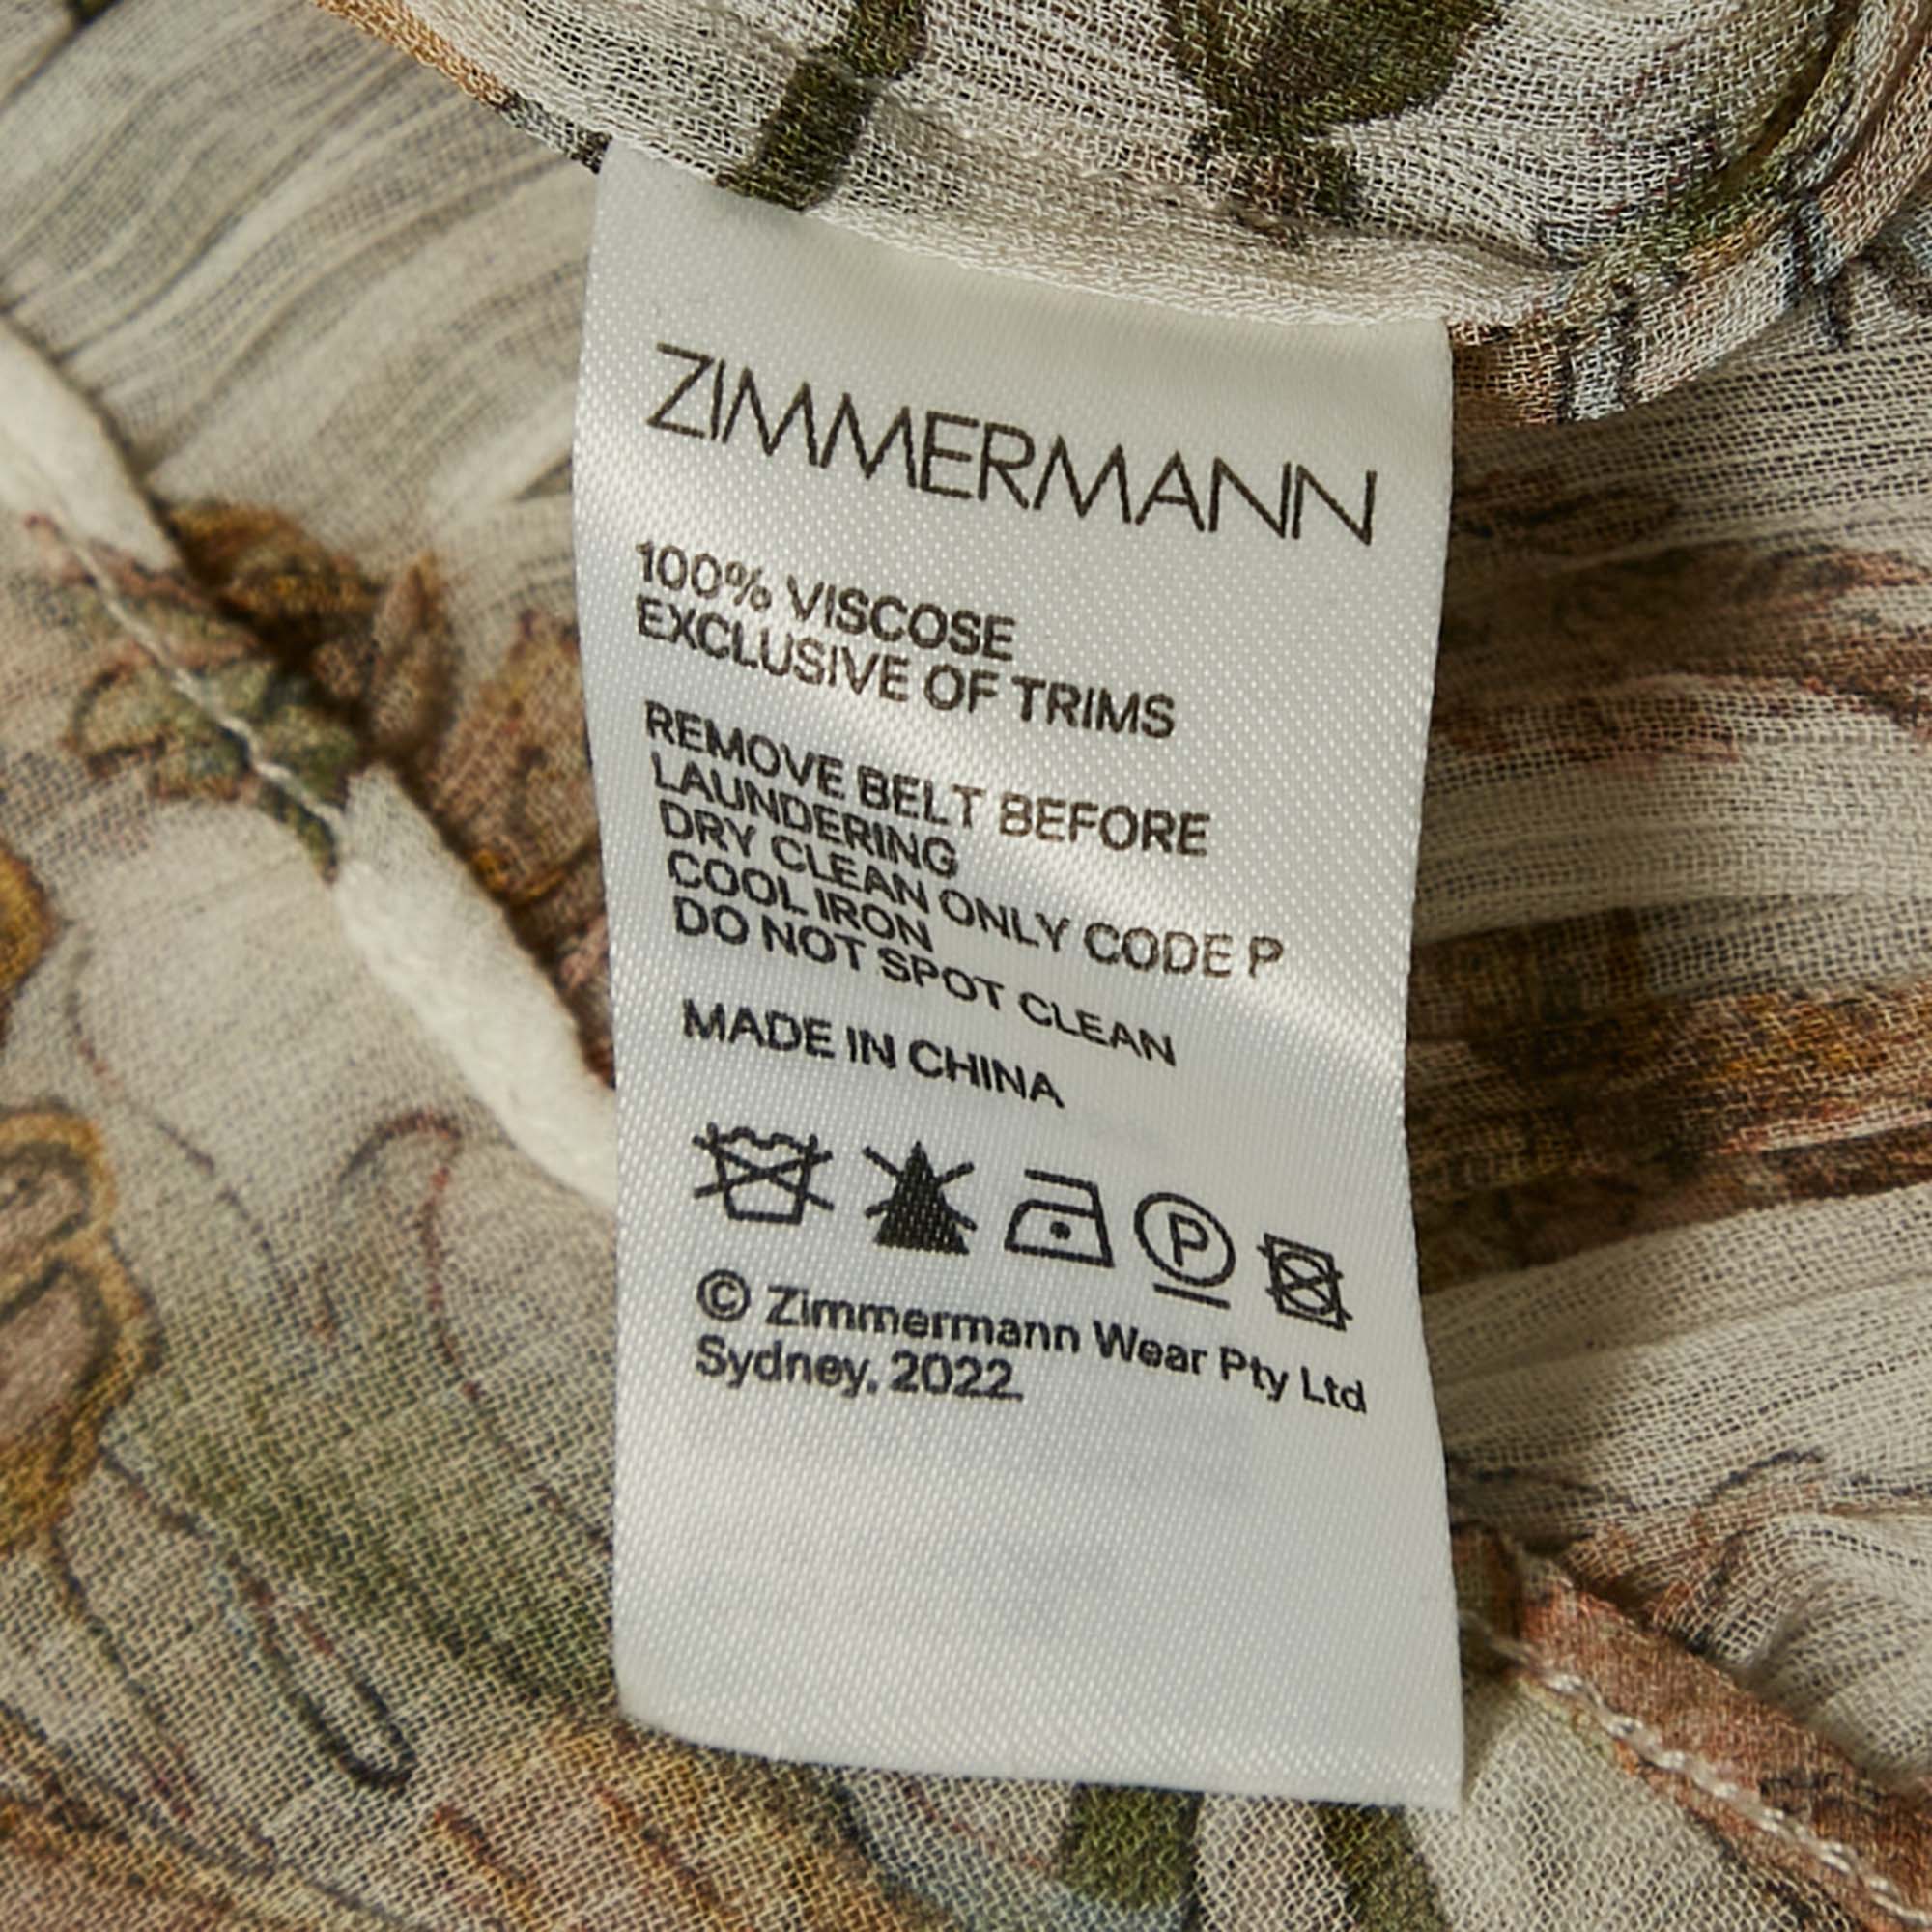 ZIMMERMANN
100% VISCOSE
EXCLUSIVE OF TRIMS
REMOVE BELT BEFORE
LAUNDERING
DRY CLEAN ONLY CODE P
COOL IRON
DO NOT SPOT CLEAN
MADE IN CHINA
P
© Zimmermann Wear Pty Ltd
Sydney, 2022.